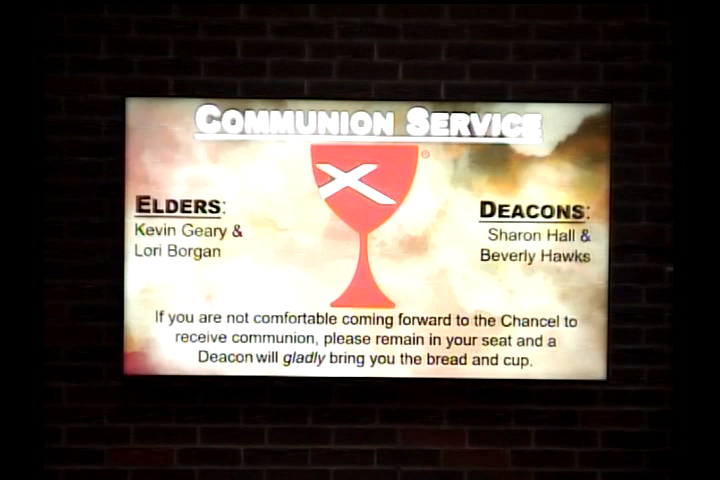 COMMUNION SERVICE
®
ELDERS:
Kevin Geary &
Lori Borgan
DEACONS:
Sharon Hall &
Beverly Hawks
If you are not comfortable coming forward to the Chancel to
receive communion, please remain in your seat and a
Deacon will gladly bring you the bread and cup.